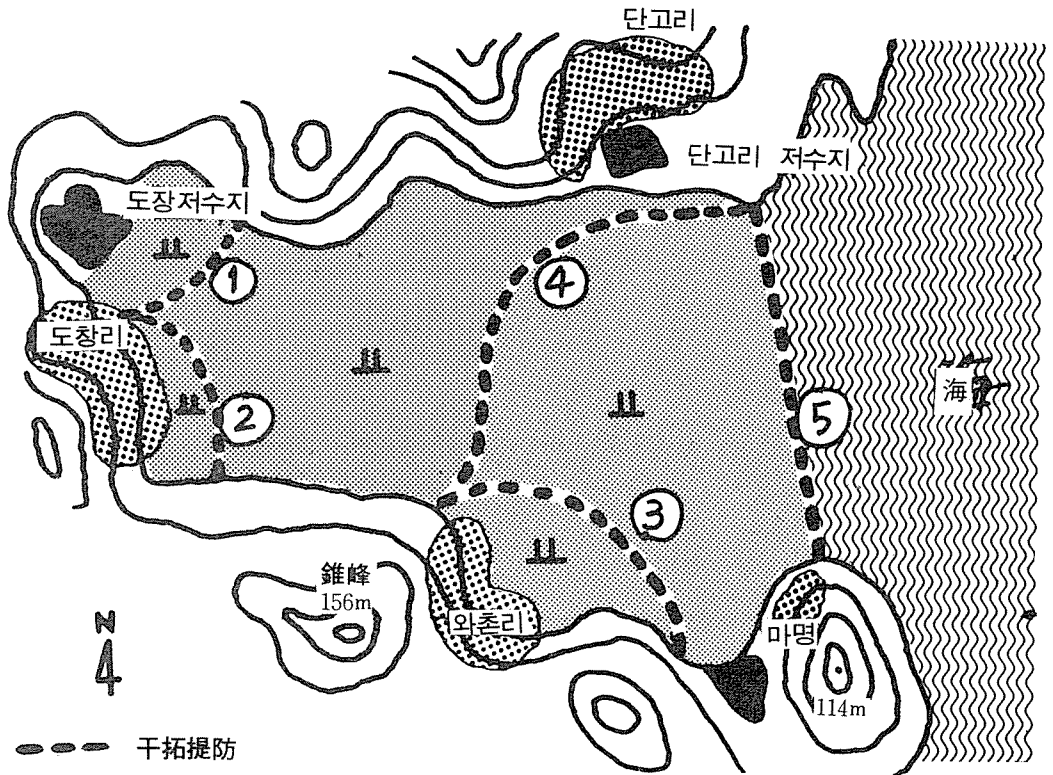 단고리
단고리 저수지
도장저수지
①
④
도창리
②
海
⑤
③
錐峰
156m
와촌리
마명
114m
N
干拓提防